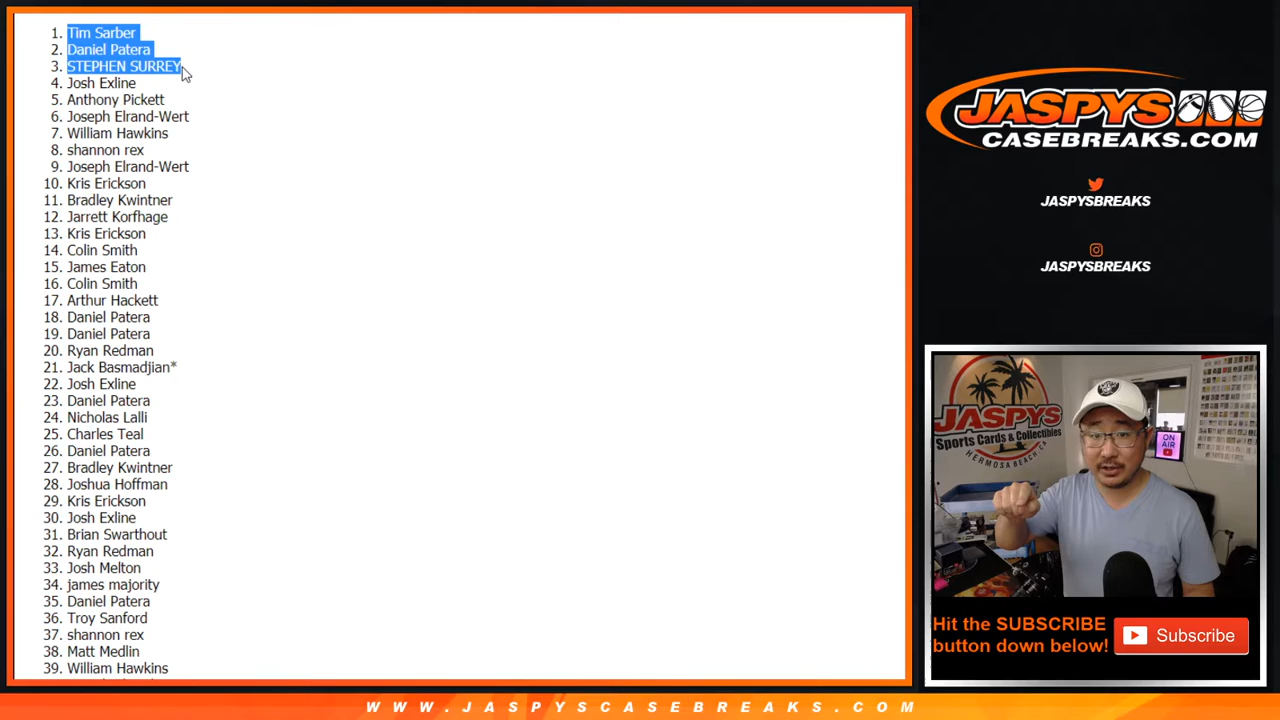 1. Tim Sarber
2. Daniel Patera
3. STEPHEN SURREY
4. Josh Exline
5. Anthony Pickett
6. Joseph Elrand-Wert
7. William Hawkins
8. shannon rex
9. Joseph Elrand-Wert
10. Kris Erickson
11. Bradley Kwintner
12. Jarrett Korfhage
13. Kris Erickson
14. Colin Smith
15. James Eaton
16. Colin Smith
17. Arthur Hackett
18. Daniel Patera
19. Daniel Patera
20. Ryan Redman
21. Jack Basmadjian*
22. Josh Exline
23. Daniel Patera
24. Nicholas Lalli
25. Charles Teal
26. Daniel Patera
27. Bradley Kwintner
28. Joshua Hoffman
29. Kris Erickson
30. Josh Exline
31. Brian Swarthout
32. Ryan Redman
33. Josh Melton
34. james majority
35. Daniel Patera
36. Troy Sanford
37. shannon rex
38. Matt Medlin
39. William Hawkins
JASPYS
CASEBREAKS.COM
JASPYSBREAKS
JASPYSBREAKS
JASPYS
Sports Cards & Collectibles
HERMOSA BEACH, CA
ON AIR
Hit the SUBSCRIBE
button down below!
Subscribe
WWW.JASPYSCASEBREAKS.COM